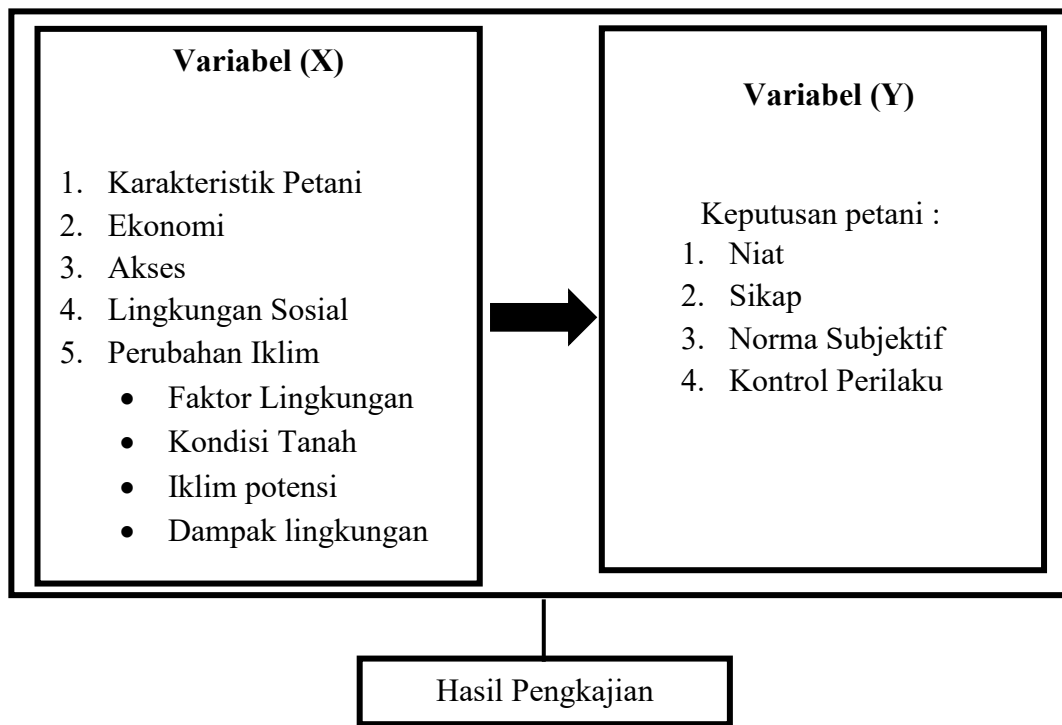 Variabel (X)
1. Karakteristik Petani
2. Ekonomi
3. Akses
4. Lingkungan Sosial
5. Perubahan Iklim
• Faktor Lingkungan
• Kondisi Tanah
• Iklim potensi
• Dampak lingkungan
Variabel (Y)
Keputusan petani :
1. Niat
2. Sikap
3. Norma Subjektif
4. Kontrol Perilaku
Hasil Pengkajian